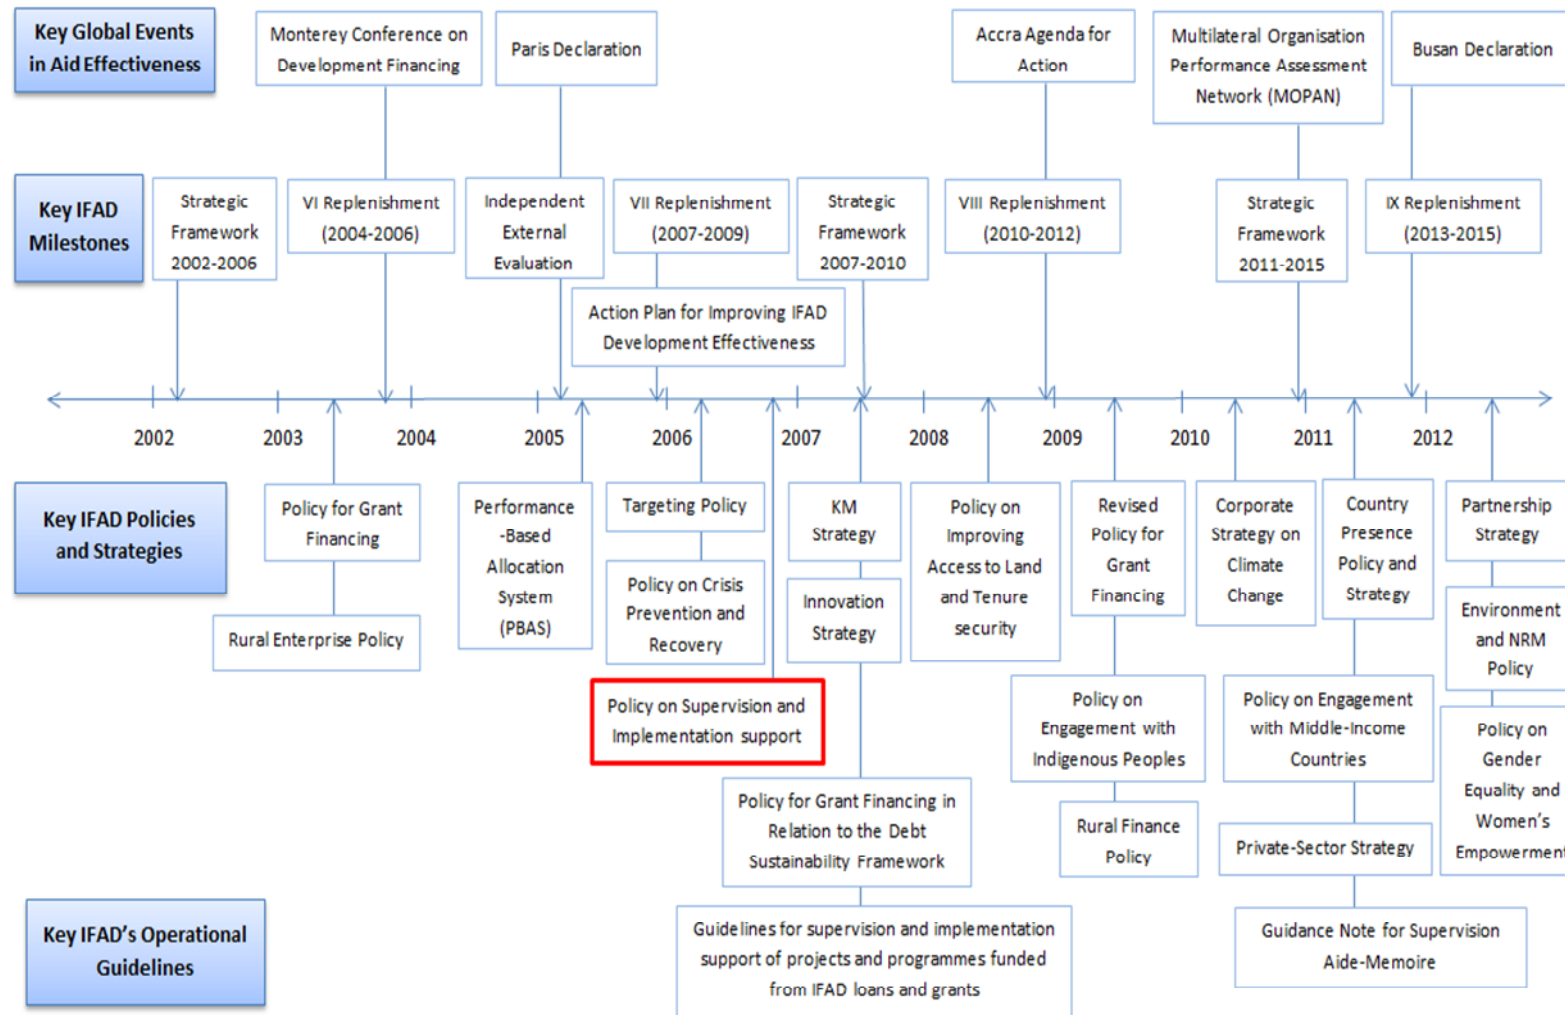 Key Global Events
in Aid Effectiveness
Monterey Conference on
Development Financing
Paris Declaration
Accra Agenda for
Action
Multilateral Organisation
Performance Assessment
Network (MOPAN)
Busan Declaration
Key IFAD
Milestones
Strategic
Framework
2002-2006
VI Replenishment
(2004-2006)
Independent
External
Evaluation
VII Replenishment
(2007-2009)
Strategic
Framework
2007-2010
VIII Replenishment
(2010-2012)
Strategic
Framework
2011-2015
IX Replenishment
(2013-2015)
Action Plan for Improving IFAD
Development Effectiveness
2002
2003
2004
2005
2006
2007
2008
2009
2010
2011
2012
Key IFAD Policies
and Strategies
Policy for Grant
Financing
Rural Enterprise Policy
Performance
-Based
Allocation
System
(PBAS)
Targeting Policy
Policy on Crisis
Prevention and
Recovery
Policy on Supervision and
Implementation support
KM
Strategy
Innovation
Strategy
Policy for Grant Financing in
Relation to the Debt
Sustainability Framework
Policy on
Improving
Access to Land
and Tenure
security
Revised
Policy for
Grant
Financing
Policy on
Engagement with
Indigenous Peoples
Rural Finance
Policy
Corporate
Strategy on
Climate
Change
Country
Presence
Policy and
Strategy
Policy on Engagement
with Middle-Income
Countries
Private-Sector Strategy
Partnership
Strategy
Environment
and NRM
Policy
Policy on
Gender
Equality and
Women's
Empowerment
Key IFAD's Operational
Guidelines
Guidelines for supervision and implementation
support of projects and programmes funded
from IFAD loans and grants
Guidance Note for Supervision
Aide-Memoire